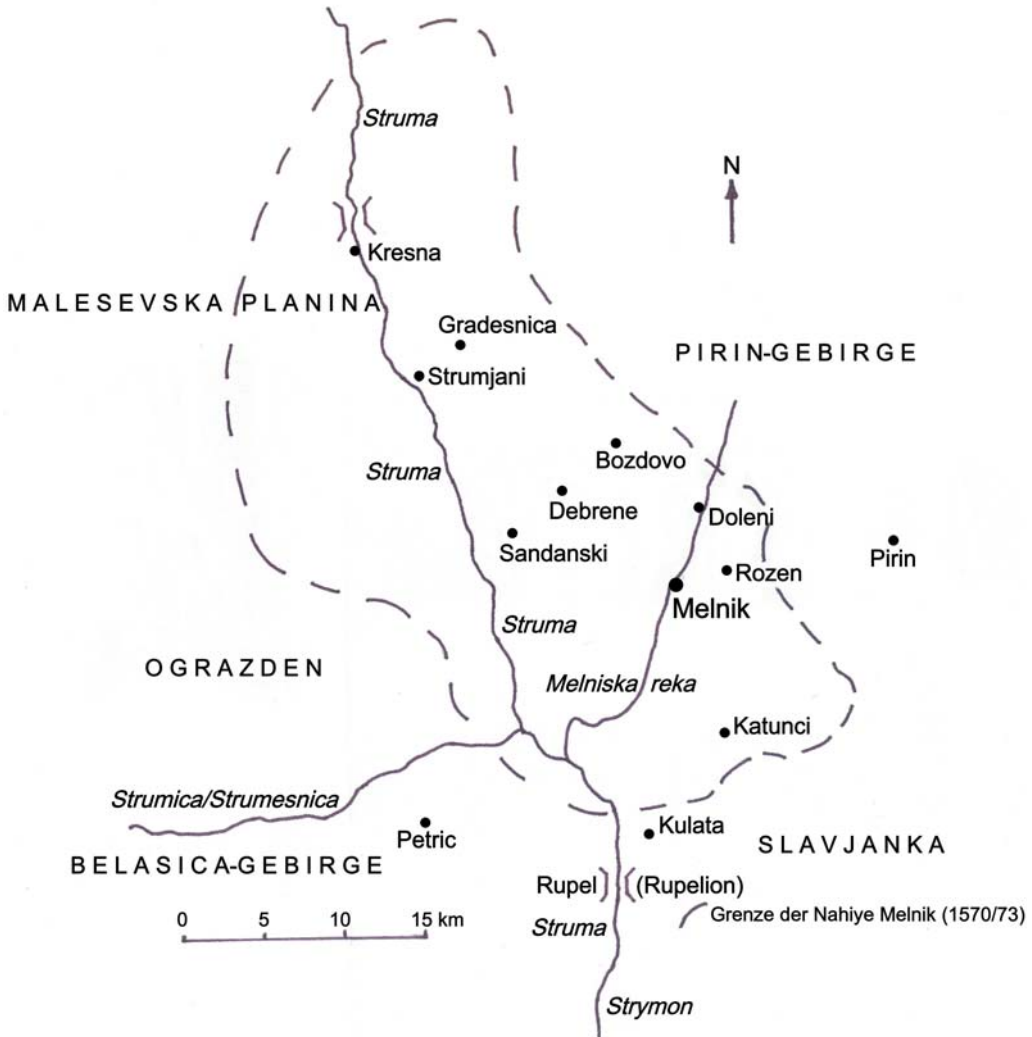 Struma
N
Kresna
MALESEVSKA PLANINA
Gradesnica
PIRIN-GEBIRGE
Strumjani
Bozdovo
Struma
Debrene
Doleni
Sandanski
Pirin
Rozen
Melnik
Struma
OGRAZDEN
Melniska reka
Katunci
Strumica/Strumesnica
Petric
Kulata
SLAVJANKA
BELASICA-GEBIRGE
Rupel (Rupelion)
0 5 10 15 km
Grenze der Nahiye Melnik (1570/73)
Struma
Strymon